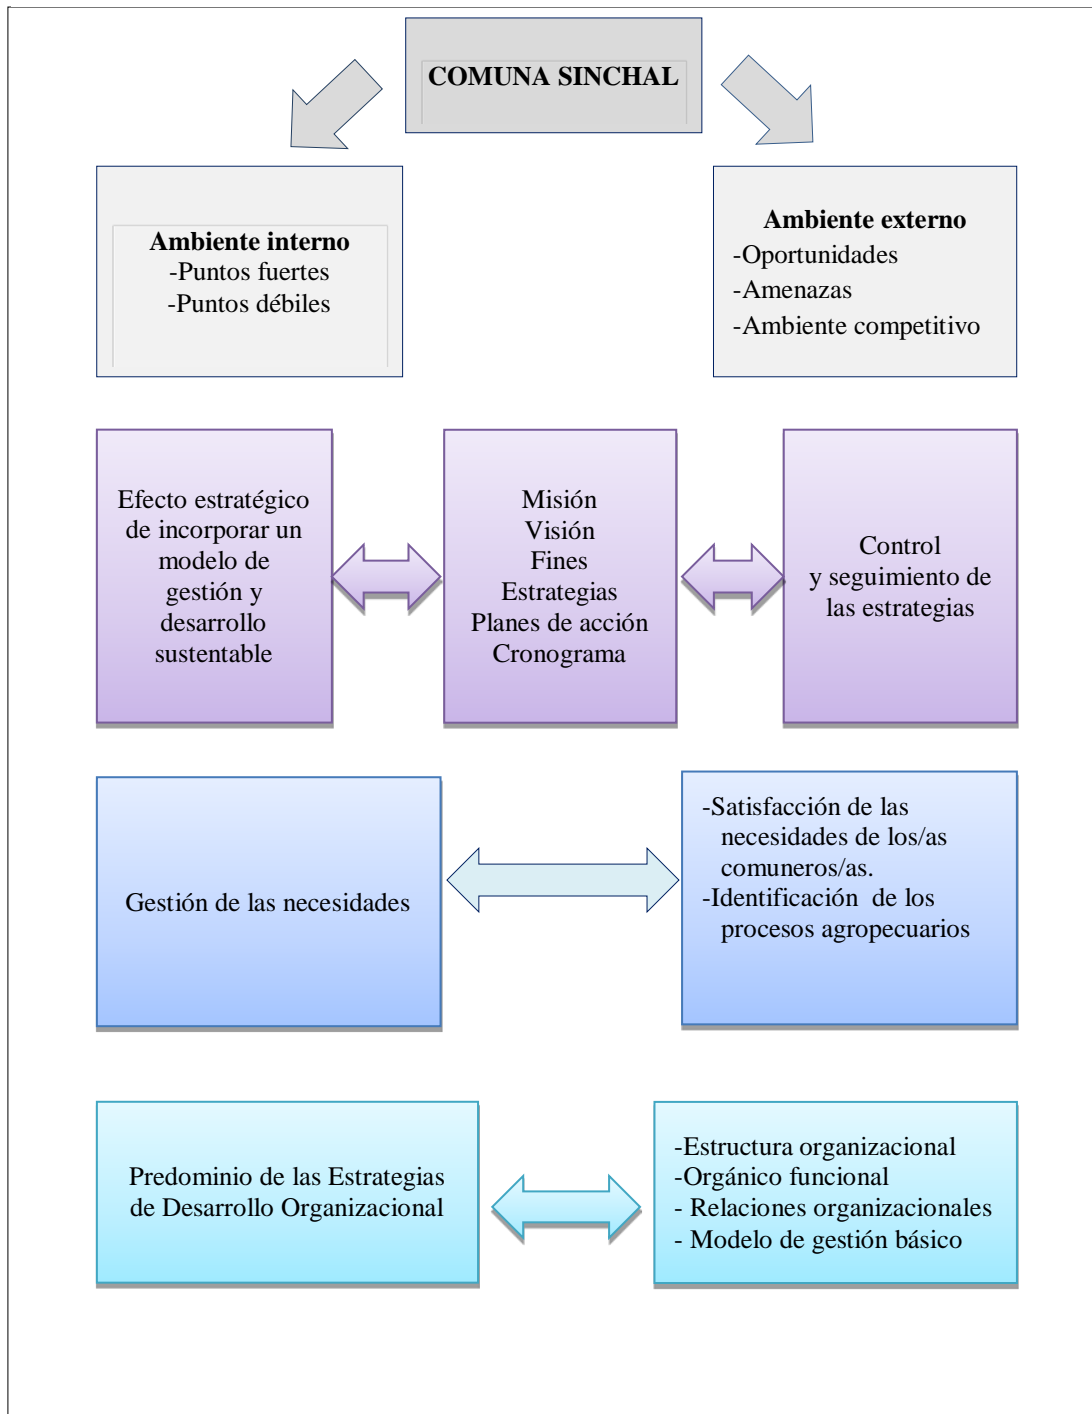 COMUNA SINCHAL
Ambiente interno
-Puntos fuertes
-Puntos débiles
Ambiente externo
-Oportunidades
-Amenazas
-Ambiente competitivo
Efecto estratégico
de incorporar un
modelo de
gestión y
desarrollo
sustentable
Misión
Visión
Fines
Estrategias
Planes de acción
Cronograma
Control
y seguimiento de
las estrategias
Gestión de las necesidades
-Satisfacción de las
necesidades de los/as
comuneros/as.
-Identificación de los
procesos agropecuarios
Predominio de las Estrategias
de Desarrollo Organizacional
-Estructura organizacional
-Orgánico funcional
- Relaciones organizacionales
- Modelo de gestión básico